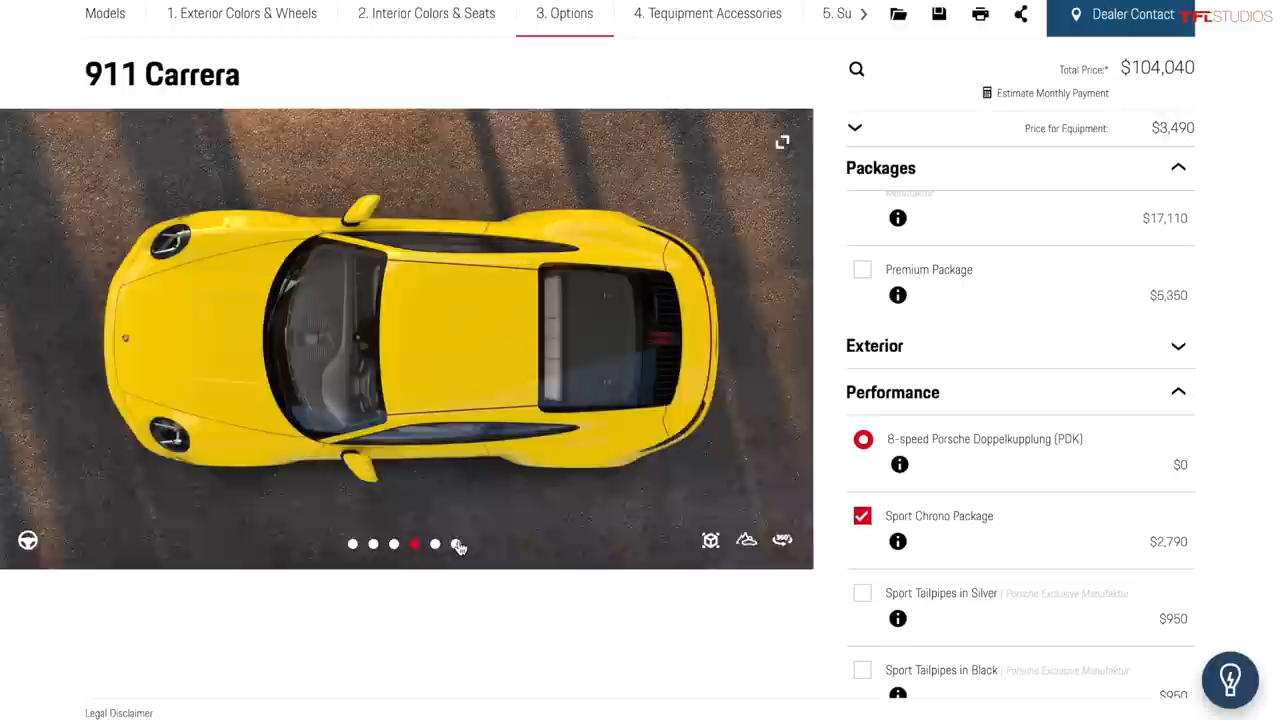 Models
1. Exterior Colors & Wheels
2. Interior Colors & Seats
3. Options
4. Tequipment Accessories
5. Su
Dealer Contact
TFLSTUDIOS
911 Carrera
Total Price:* $104,040
Estimate Monthly Payment
Price for Equipment: $3,490
Packages
Manufaktur
$17,110
Premium Package
$5,350
Exterior
Performance
8-speed Porsche Doppelkupplung (PDK)
$0
Sport Chrono Package
$2,790
Sport Tailpipes in Silver | Porsche Exclusive Manufaktur
$950
Sport Tailpipes in Black | Porsche Exclusive Manufaktur
$950
360°
Legal Disclaimer